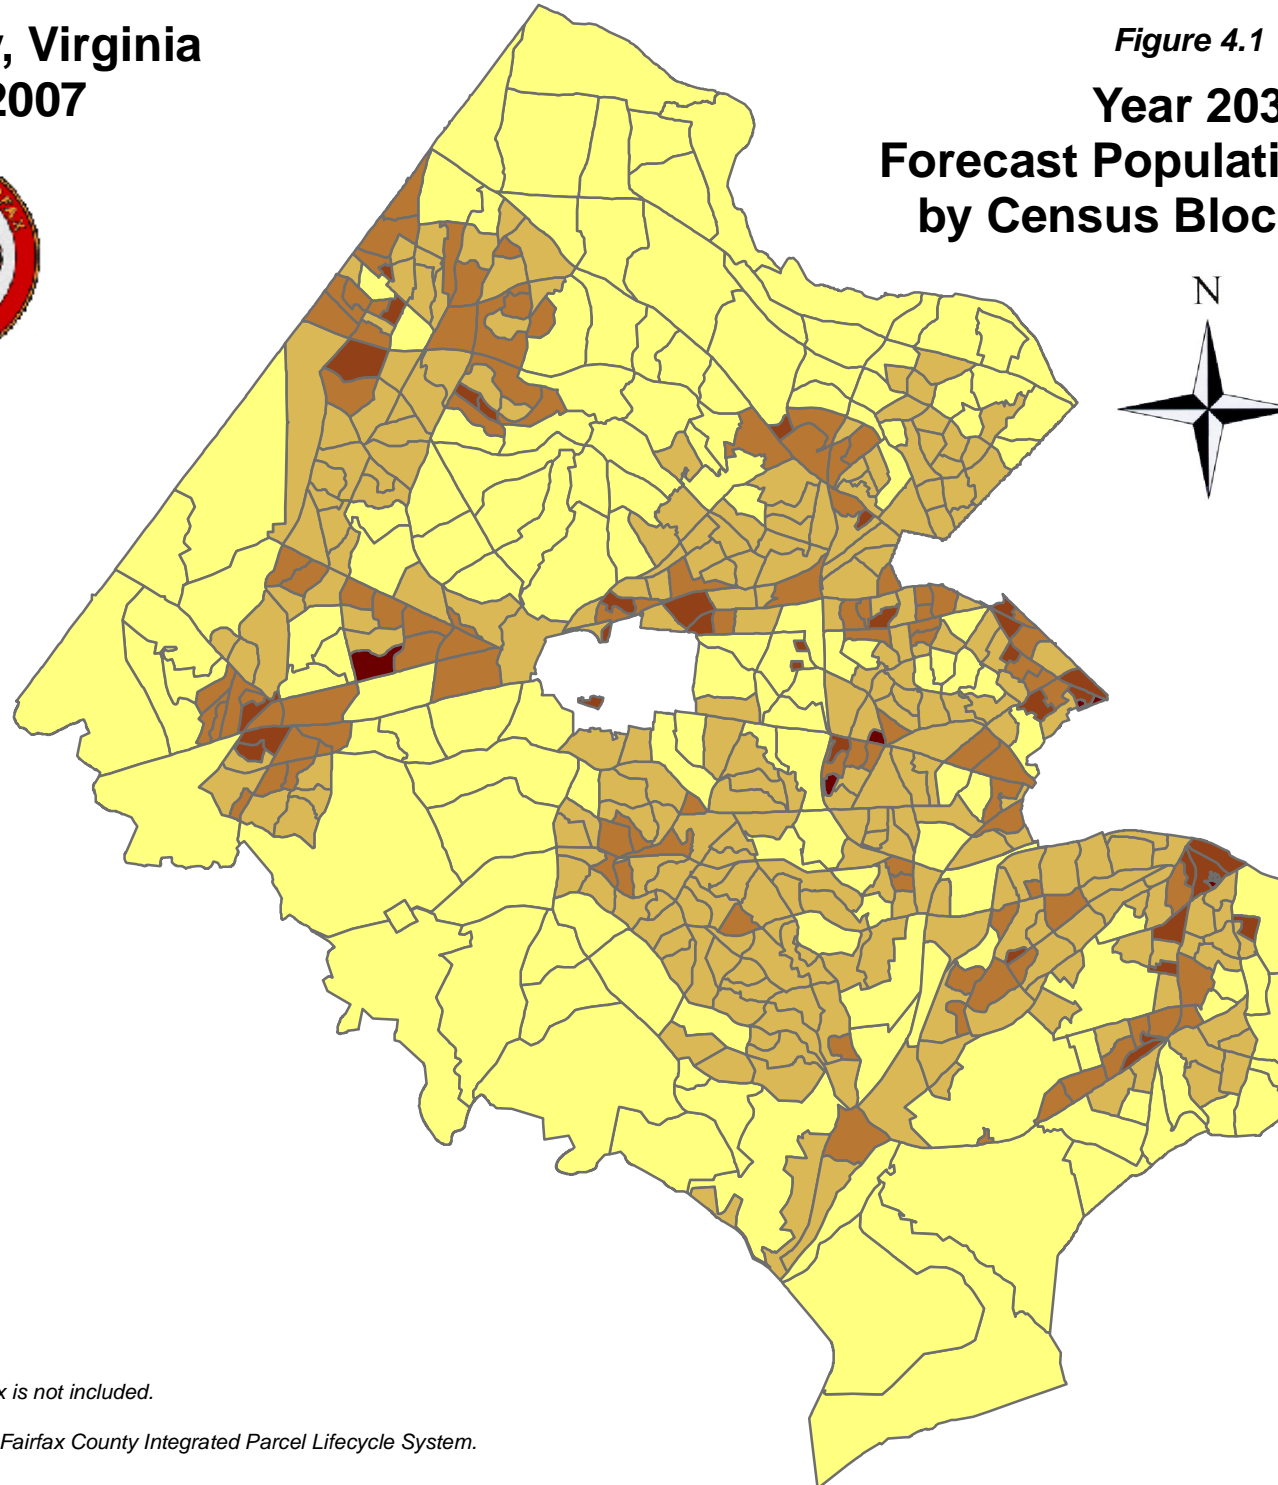 , Virginia
2007
Figure 4.1
Year 203
Forecast Populati
by Census Bloc
N
FAX
x is not included.
Fairfax County Integrated Parcel Lifecycle System.